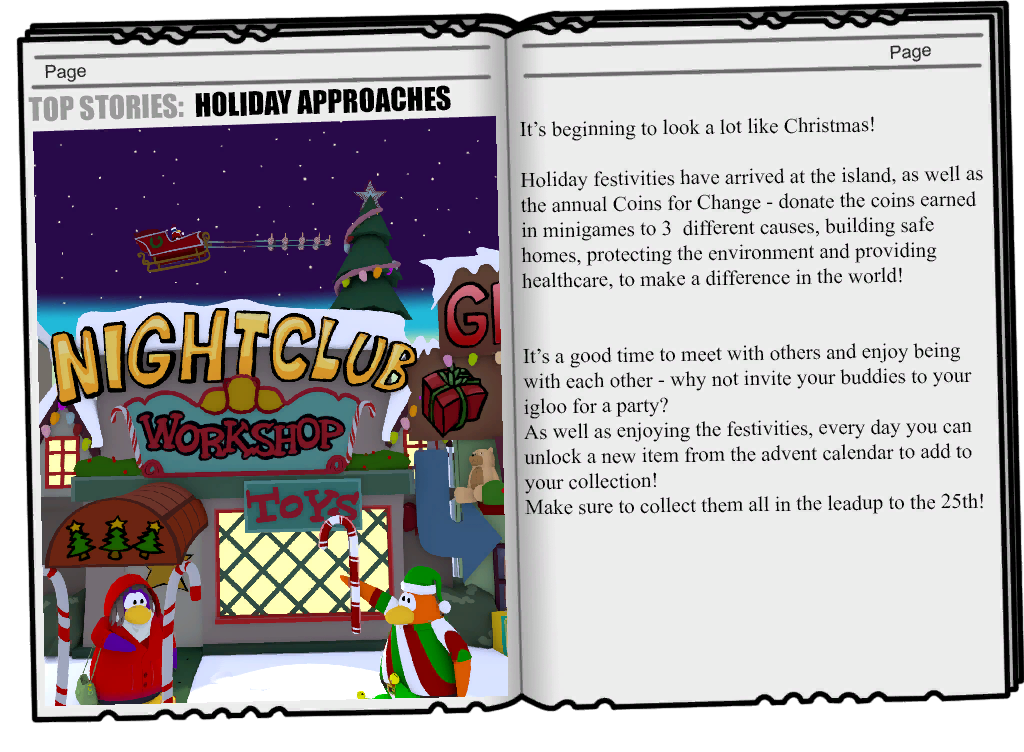 Page
TOP STORIES: HOLIDAY APPROACHES
NIGHTCLUB
WORKSHOP
TOYS
Page
It's beginning to look a lot like Christmas!
Holiday festivities have arrived at the island, as well as
the annual Coins for Change - donate the coins earned
in minigames to 3  different causes, building safe
homes, protecting the environment and providing
healthcare, to make a difference in the world!
It's a good time to meet with others and enjoy being
with each other - why not invite your buddies to your
igloo for a party?
As well as enjoying the festivities, every day you can
unlock a new item from the advent calendar to add to
your collection!
Make sure to collect them all in the leadup to the 25th!